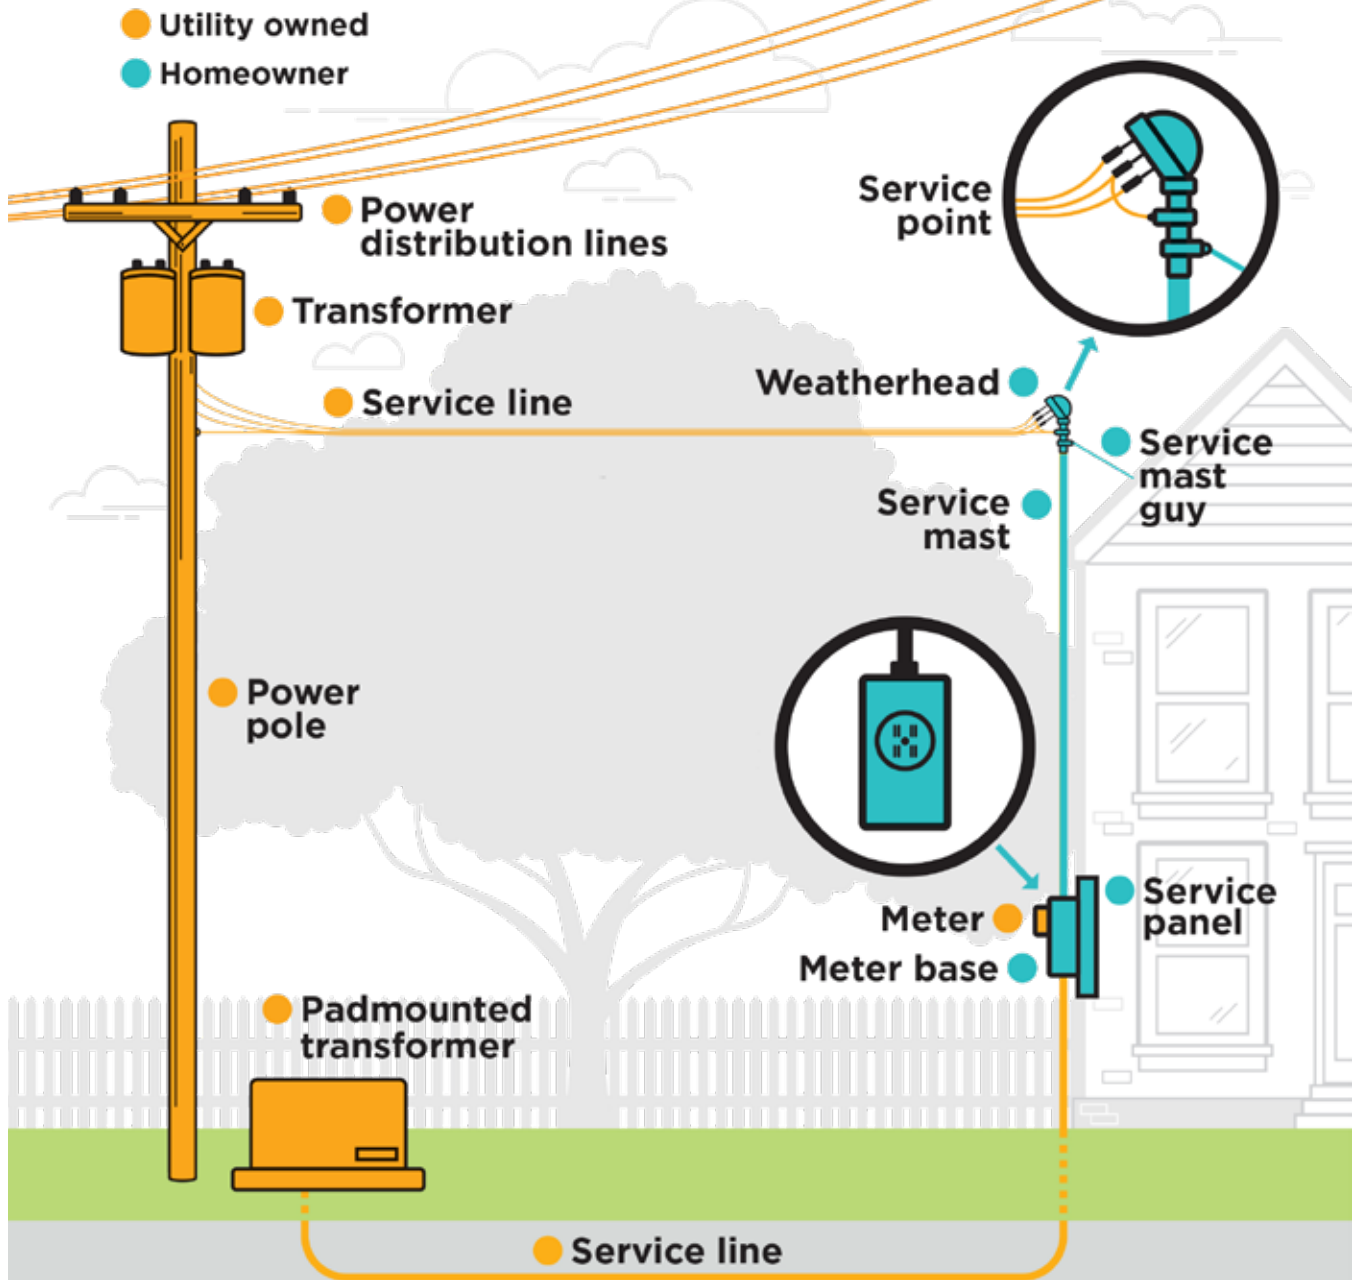 Utility owned
Homeowner
Service
point
Power
distribution lines
Transformer
Weatherhead
Service line
Service
mast
guy
Service
mast
Power
pole
Service
panel
Meter
Meter base
Padmounted
transformer
Service line